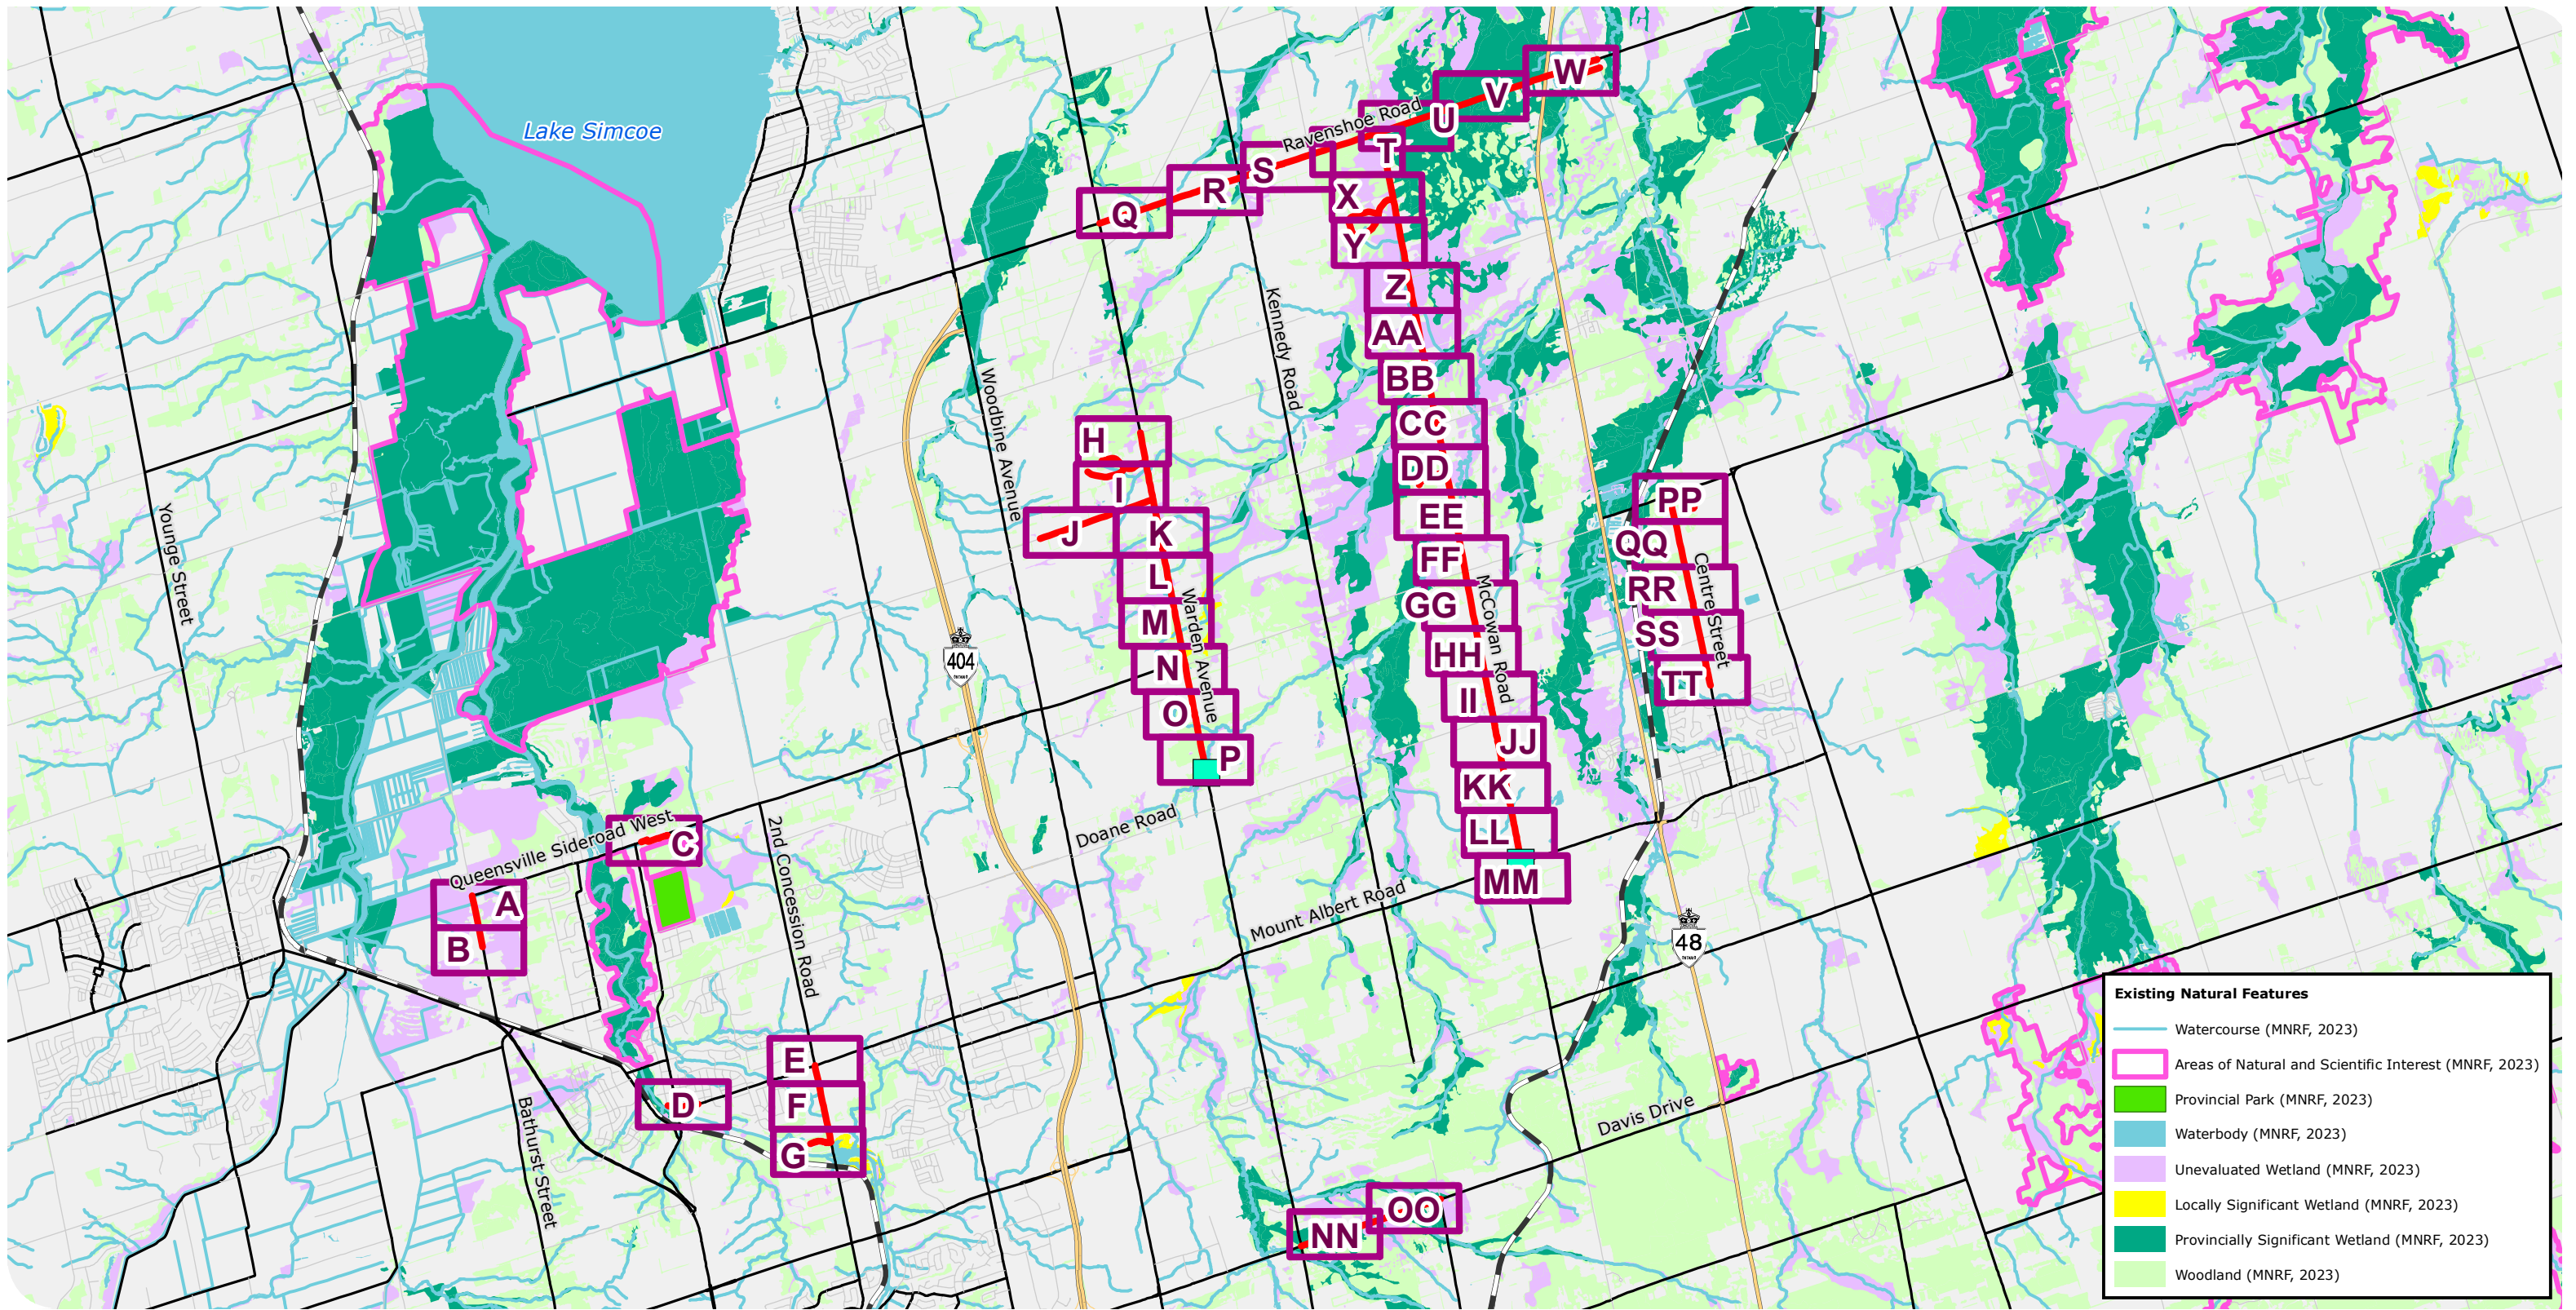 W
V
Ravenshoe Road
U
Lake Simcoe
T
S
R
X
Q
Y
Z
Kennedy Road
AA
BB
Woodbine Avenue
CC
H
DD
I
PP
Younge Street
EE
J
K
QQ
FF
L
Centre Street
RR
McCowan Road
GG
Warden Avenue
M
SS
404
ONTARIO
HH
N
TT
II
O
JJ
P
KK
Doane Road
LL
Queensville Sideroad West
C
2nd Concession Road
MM
A
Mount Albert Road
B
48
ONTARIO
E
F
D
Davis Drive
Bathurst Street
G
OO
NN
Existing Natural Features
Watercourse (MNRF, 2023)
Areas of Natural and Scientific Interest (MNRF, 2023)
Provincial Park (MNRF, 2023)
Waterbody (MNRF, 2023)
Unevaluated Wetland (MNRF, 2023)
Locally Significant Wetland (MNRF, 2023)
Provincially Significant Wetland (MNRF, 2023)
Woodland (MNRF, 2023)